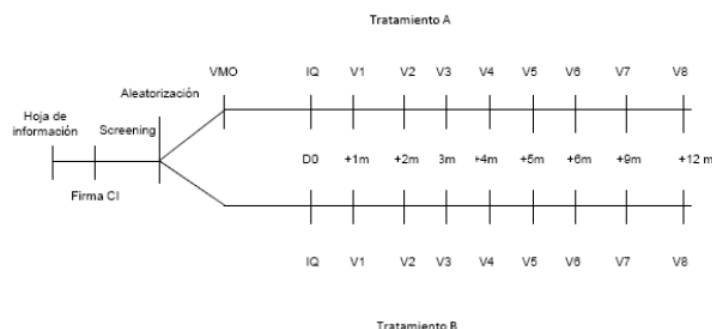 Tratamiento A
VMO IQ V1 V2 V3 V4 V5 V6 V7 V8
Aleatorización
Hoja de
información
Screening
D0 +1m +2m 3m +4m +5m +6m +9m +12 m
Firma CI
IQ V1 V2 V3 V4 V5 V6 V7 V8
Tratamiento B